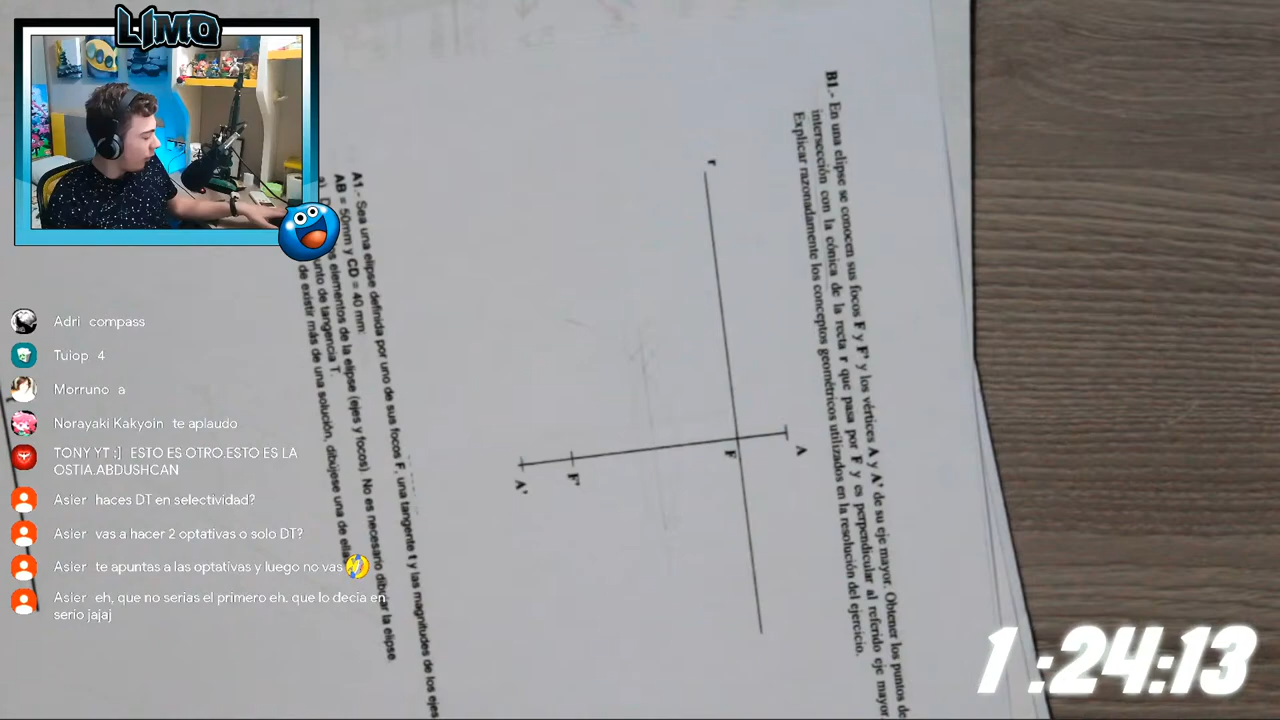 LIMO
Adri compass
Tuiop 4
Morruno a
Norayaki Kakyoin te aplaudo
TONY YT :] ESTO ES OTRO.ESTO ES LA
OSTIA.ABDUSHCAN
Asier haces DT en selectividad?
Asier vas a hacer 2 optativas o solo DT?
Asier te apuntas a las optativas y luego no vas🤣
Asier eh, que no serias el primero eh. que lo decia en
serio jajaj
B1.- En una elipse se conocen sus focos F y F' y los vértices A y A' de su eje mayor. Obtener los puntos de
intersección con la cónica de la recta r que pasa por F y es perpendicular al referido eje mayor
Explicar razonadamente los conceptos geométricos utilizados en la resolución del ejercicio.
r
A
F
F'
A'
A1.- Sea una elipse definida por uno de sus focos F, una tangente t y las magnitudes de los ejes
AB = 50mm y CD = 40 mm:
a) elementos de la elipse (ejes y focos) No es necesario dibujar la elipse.
punto de tangencia T.
de existir más de una solución, dibújese una de ellas
1:24:13